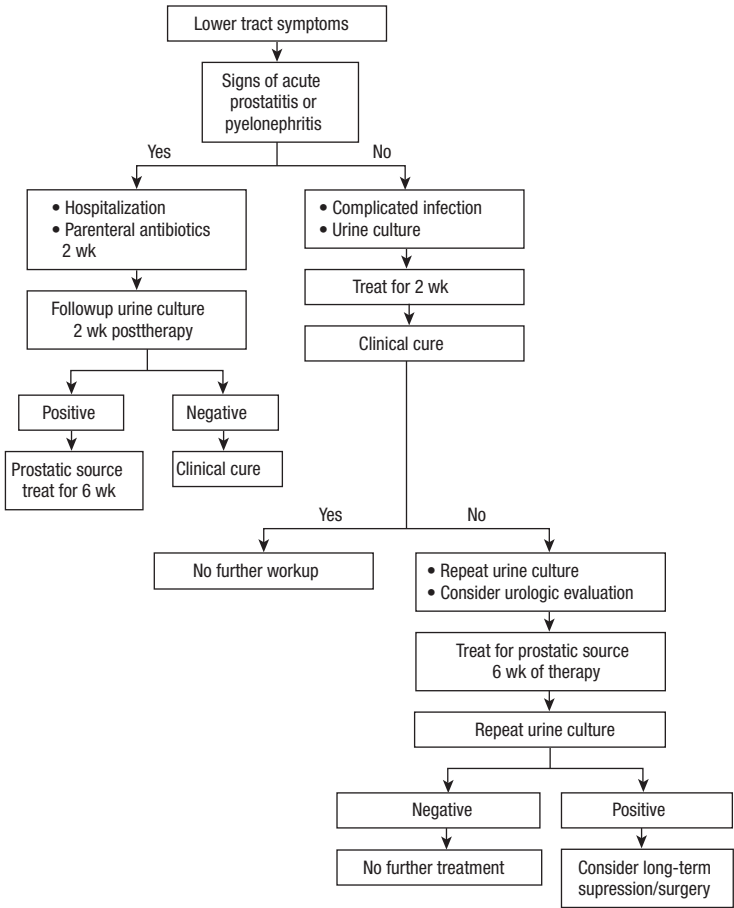 Lower tract symptoms
Signs of acute
prostatitis or
pyelonephritis
Yes
No
• Hospitalization
• Parenteral antibiotics
2 wk
• Complicated infection
• Urine culture
Treat for 2 wk
Followup urine culture
2 wk posttherapy
Clinical cure
Positive
Negative
Prostatic source
treat for 6 wk
Clinical cure
Yes
No
No further workup
• Repeat urine culture
• Consider urologic evaluation
Treat for prostatic source
6 wk of therapy
Repeat urine culture
Negative
Positive
No further treatment
Consider long-term
supression/surgery